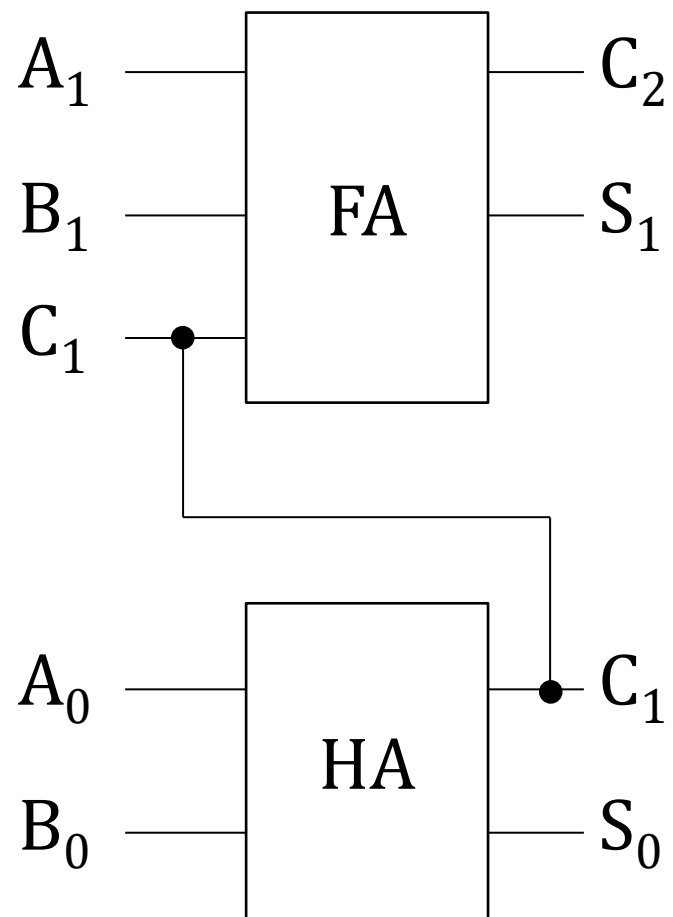 A₁ C₂
B₁ FA S₁
C₁
A₀ C₁
HA
B₀ S₀